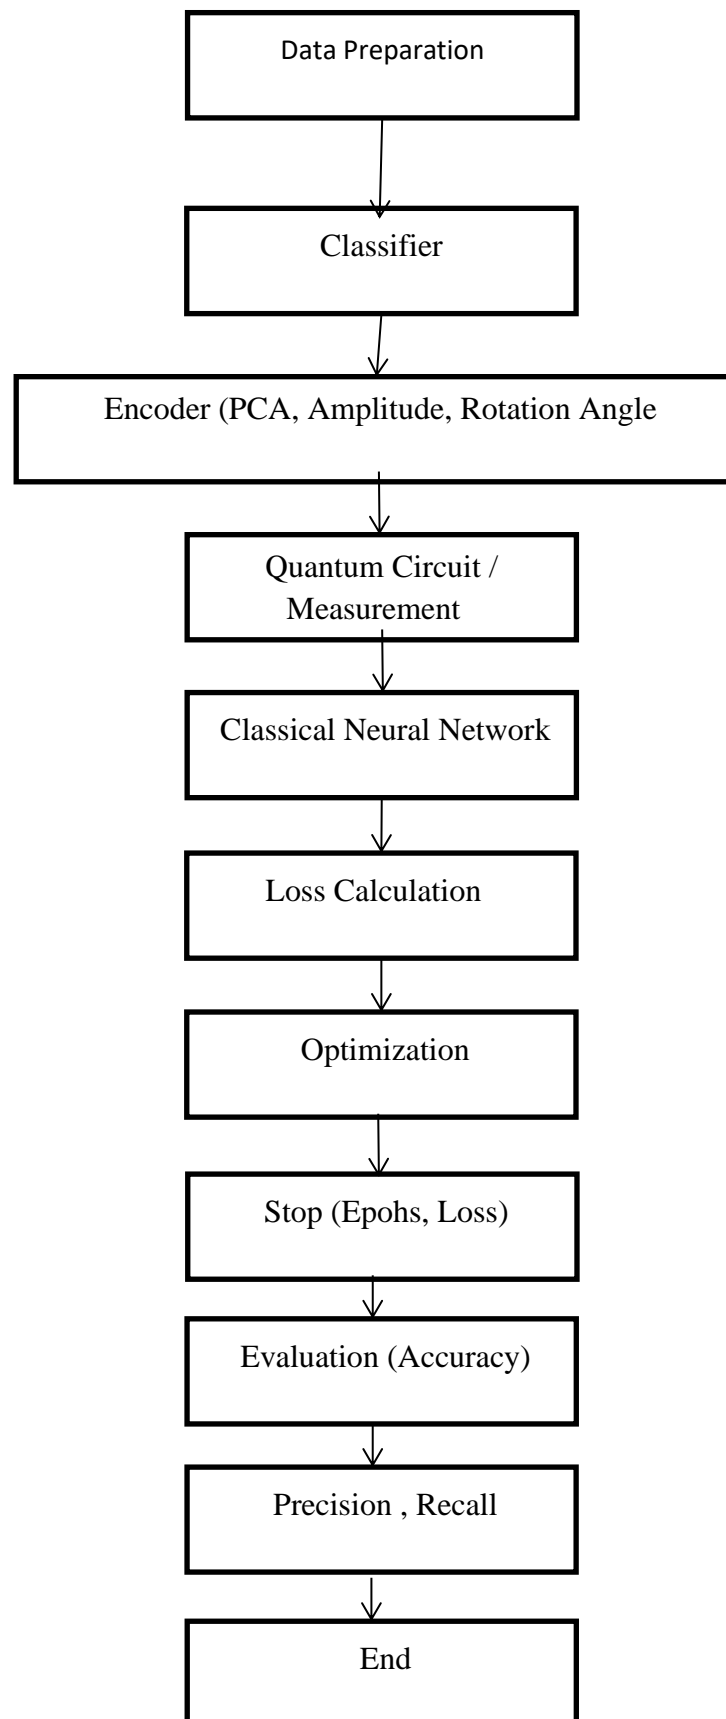 Data Preparation
Classifier
Encoder (PCA, Amplitude, Rotation Angle
Quantum Circuit /
Measurement
Classical Neural Network
Loss Calculation
Optimization
Stop (Epohs, Loss)
Evaluation (Accuracy)
Precision , Recall
End